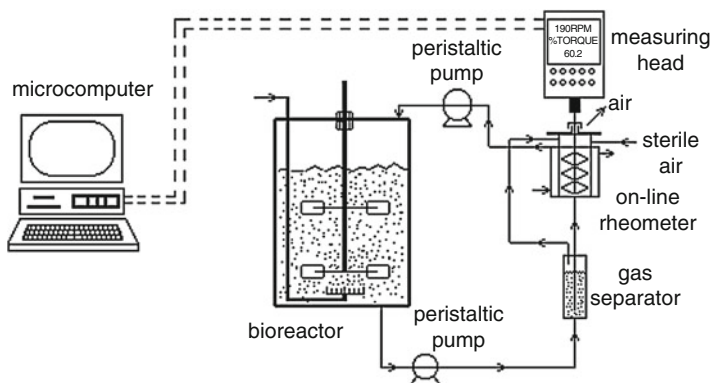 190RPM
%TORQUE
60.2
measuring
head
peristaltic
pump
microcomputer
air
sterile
air
on-line
rheometer
gas
separator
bioreactor
peristaltic
pump